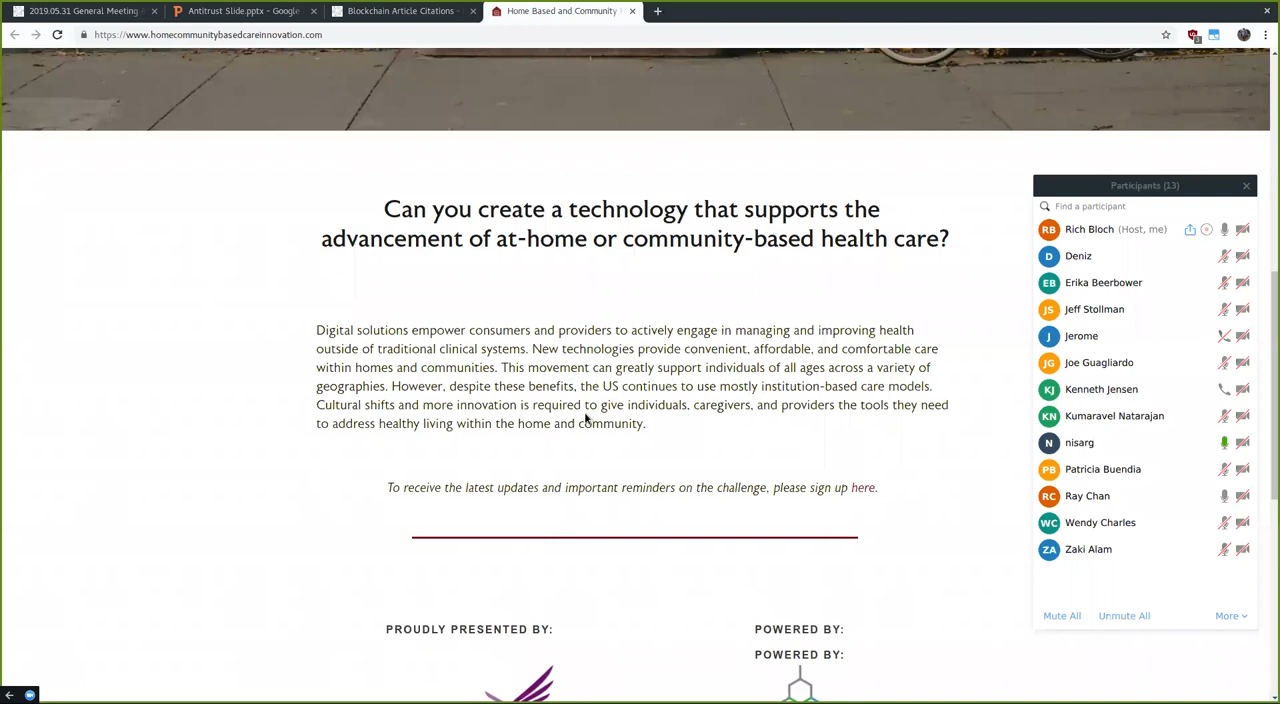 2019.05.31 General Meeting
Antitrust Slide.pptx - Google
Blockchain Article Citations -
Home Based and Community
https://www.homecommunitybasedcareinnovation.com
Can you create a technology that supports the
advancement of at-home or community-based health care?
Digital solutions empower consumers and providers to actively engage in managing and improving health
outside of traditional clinical systems. New technologies provide convenient, affordable, and comfortable care
within homes and communities. This movement can greatly support individuals of all ages across a variety of
geographies. However, despite these benefits, the US continues to use mostly institution-based care models.
Cultural shifts and more innovation is required to give individuals, caregivers, and providers the tools they need
to address healthy living within the home and community.
To receive the latest updates and important reminders on the challenge, please sign up here.
PROUDLY PRESENTED BY:
POWERED BY:
POWERED BY:
Participants (13)
Find a participant
RB Rich Bloch (Host, me)
D Deniz
EB Erika Beerbower
JS Jeff Stollman
J Jerome
JG Joe Guagliardo
KJ Kenneth Jensen
KN Kumaravel Natarajan
N nisarg
PB Patricia Buendia
RC Ray Chan
WC Wendy Charles
ZA Zaki Alam
Mute All Unmute All More